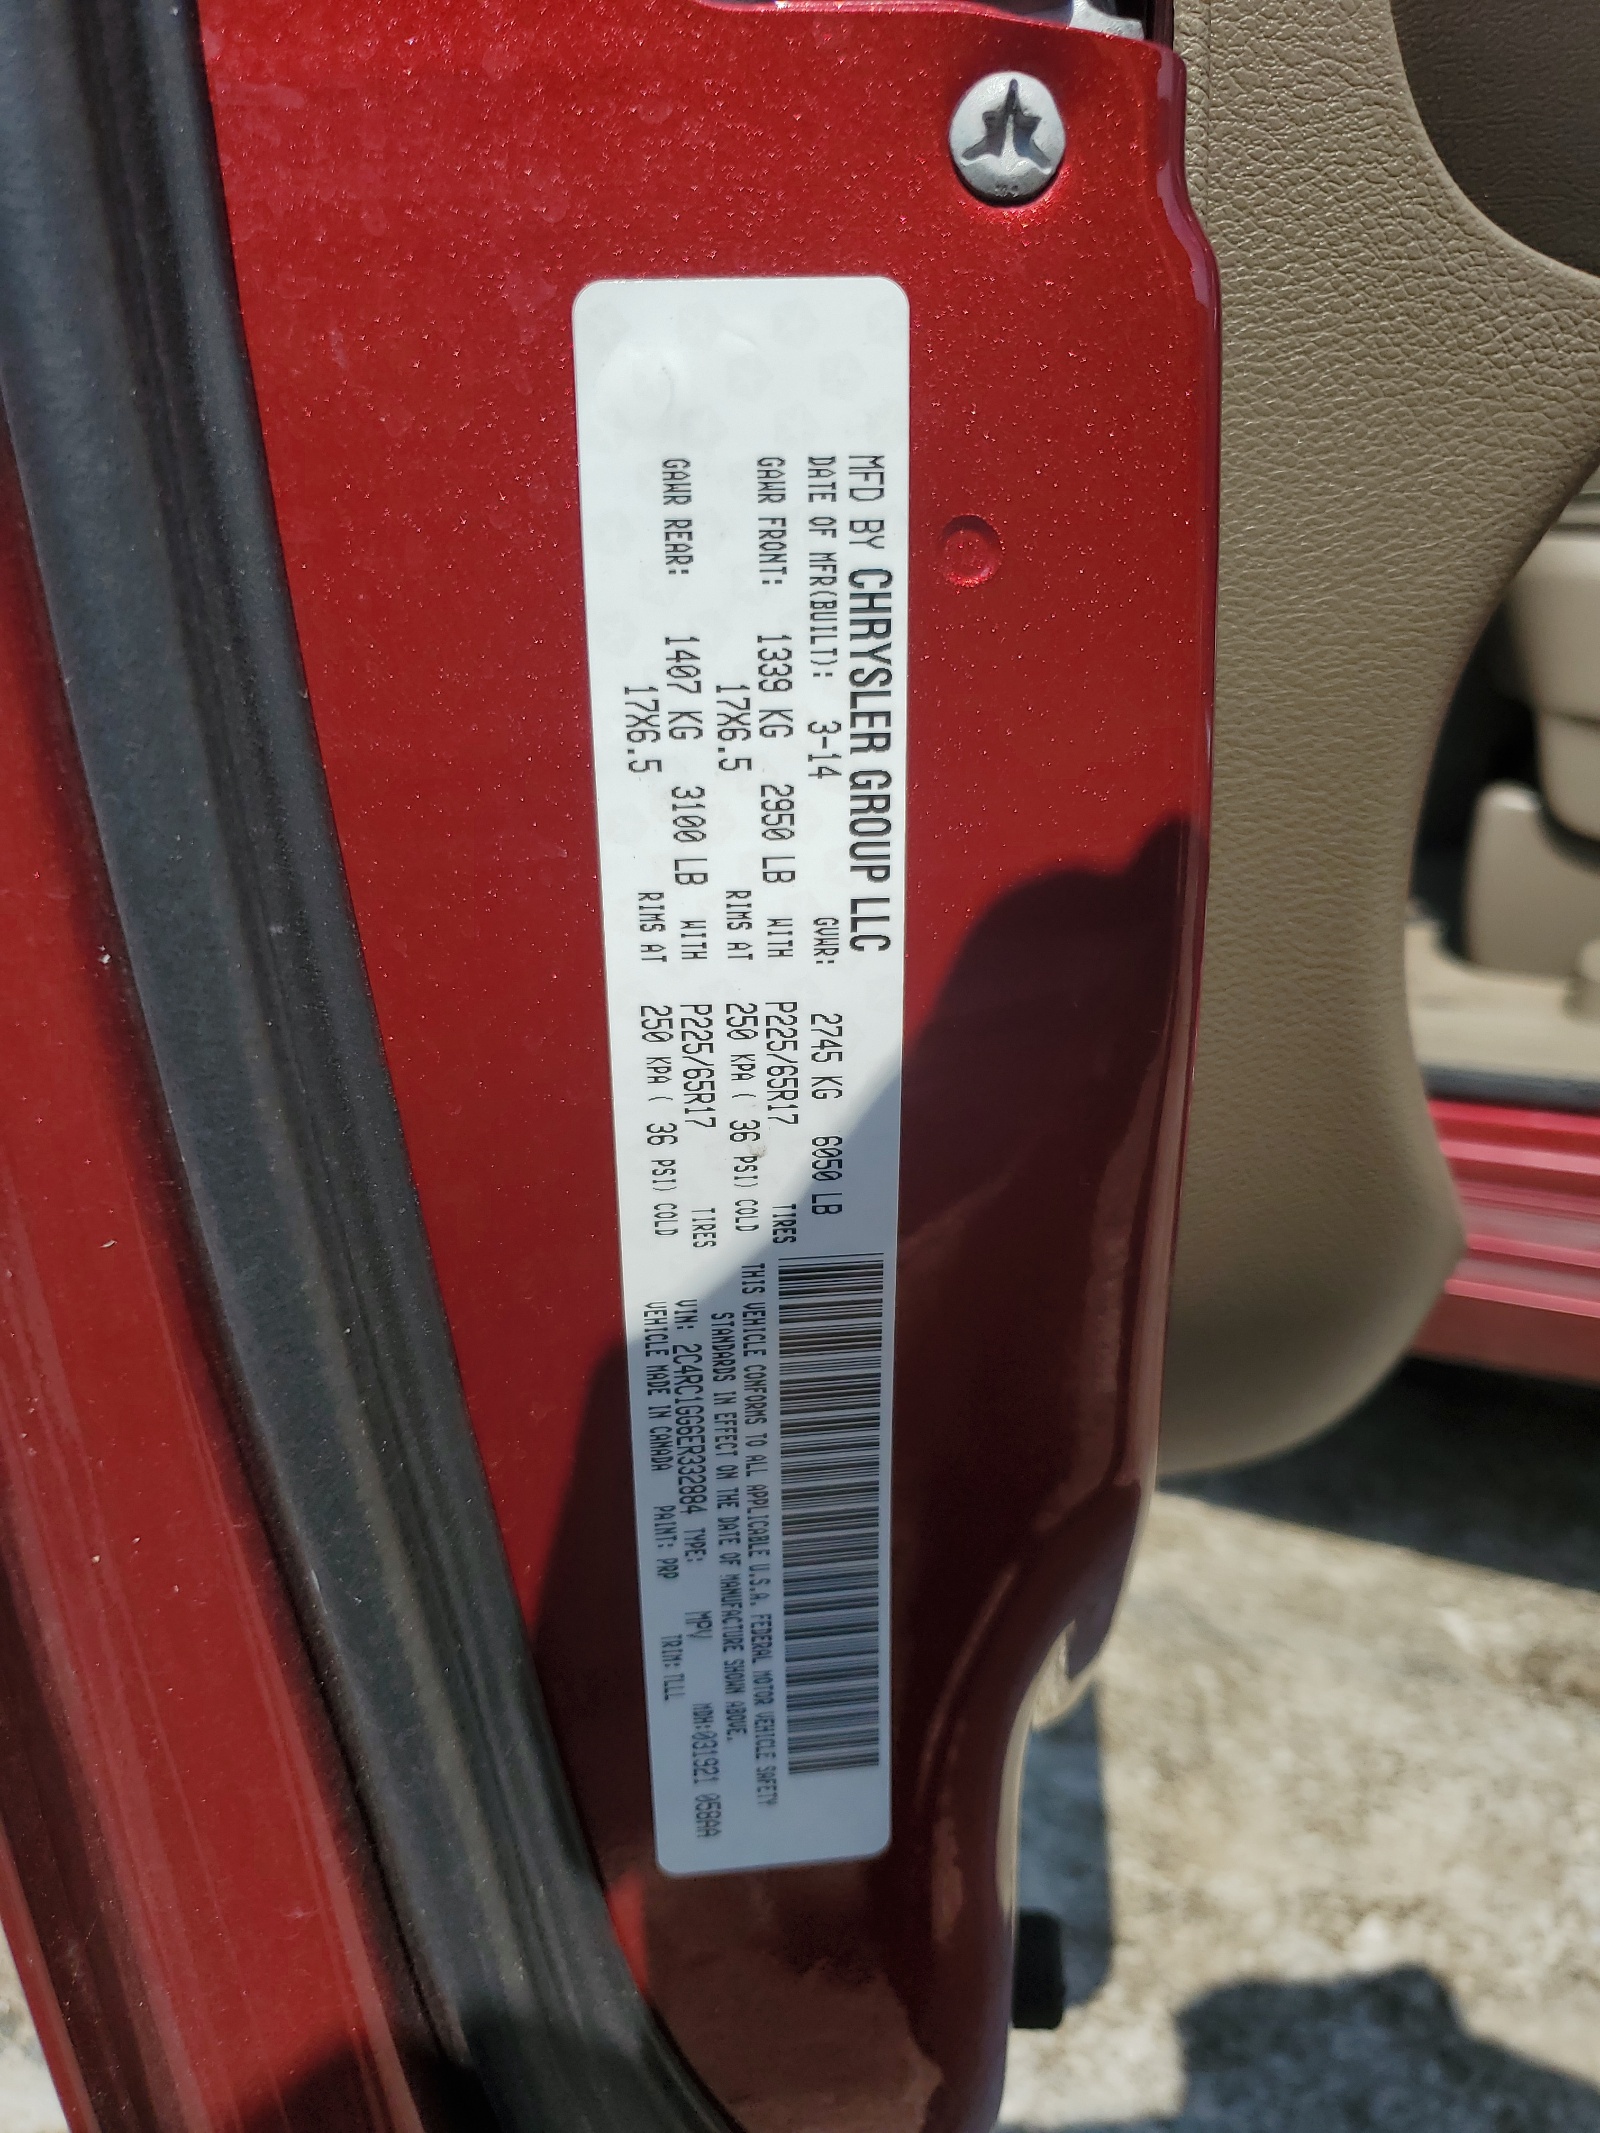 MFD BY CHRYSLER GROUP LLC
DATE OF MFR(BUILT): 3-14 GVWR: 2745 KG 6050 LB
GAWR FRONT: 1339 KG 2950 LB WITH P225/65R17 TIRES
17X6.5 RIMS AT 250 KPA ( 36 PSI) COLD
GAWR REAR: 1407 KG 3100 LB WITH P225/65R17 TIRES
17X6.5 RIMS AT 250 KPA ( 36 PSI) COLD
THIS VEHICLE CONFORMS TO ALL APPLICABLE U.S.A. FEDERAL MOTOR VEHICLE SAFETY
STANDARDS IN EFFECT ON THE DATE OF MANUFACTURE SHOWN ABOVE.
VIN: 2C4RC1GG6ER332884 TYPE: MPV MDH:031921 058AA
VEHICLE MADE IN CANADA PAINT: PRP TRIM: TLLL